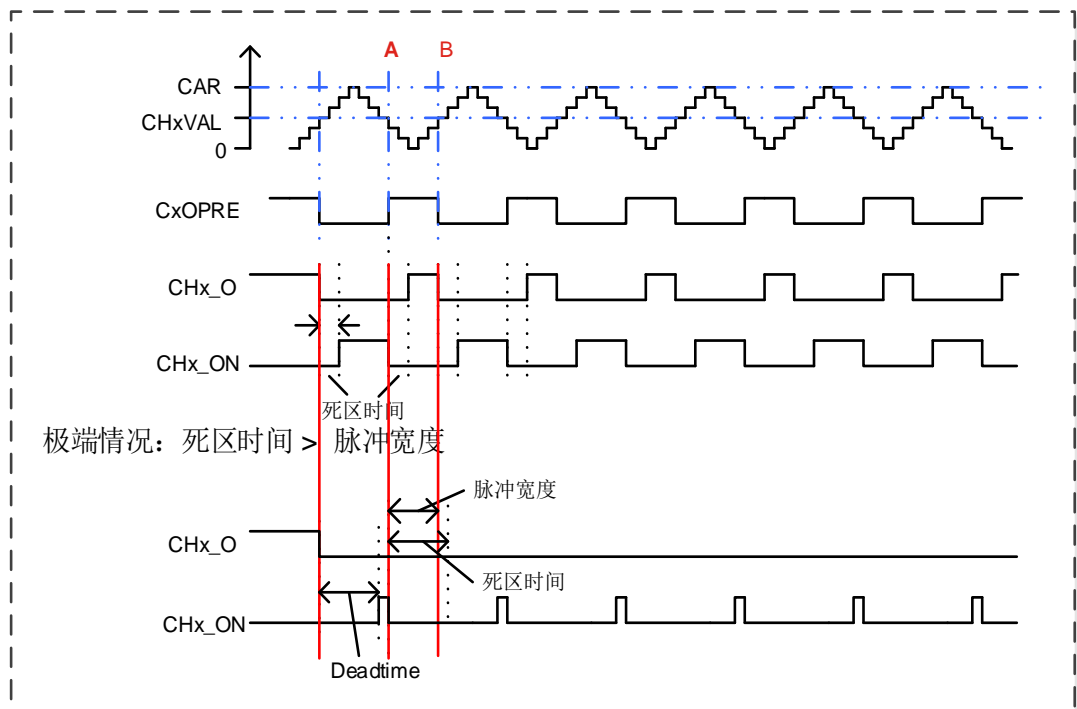 A B
CAR
CHxVAL
0
CxOPRE
CHx_O
CHx_ON
死区时间
极端情况：死区时间 > 脉冲宽度
脉冲宽度
CHx_O
死区时间
CHx_ON
Deadtime